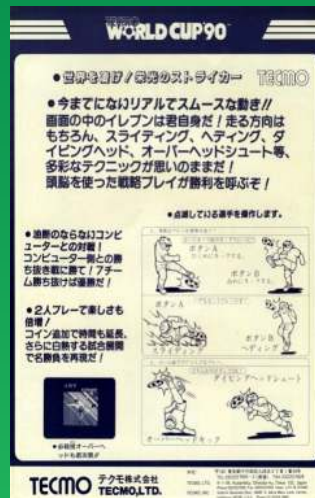 TECMO
WORLD CUP'90
●世界を蹴げ!栄光のストライカー TECMO
●今までにないリアルでスムースな動き!!
画面の中のイレブンは君自身だ!走る方向は
もちろん、スライディング、ヘディング、ダ
イビングヘッド、オーバーヘッドシュート等、
多彩なテクニックが思いのままだ!
頭脳を使った戦略プレイが勝利を呼ぶぞ!
●点滅している選手を操作します。
●油断のならないコンピ
ューターとの対戦!
コンピューター側との勝
ち抜き戦に勝て!7チー
ム勝ち抜けば優勝だ!
ボタンA
ボタンB
ボタンA
スライディング
ボタンB
ヘディング
●2人プレーで楽しさも
倍増!
コイン追加で時間も延長。
さらに白熱する試合展開
で名勝負を再現だ!
ダイビングヘッドシュート
オーバーヘッドキック
TECMO テクモ株式会社
TECMO,LTD.